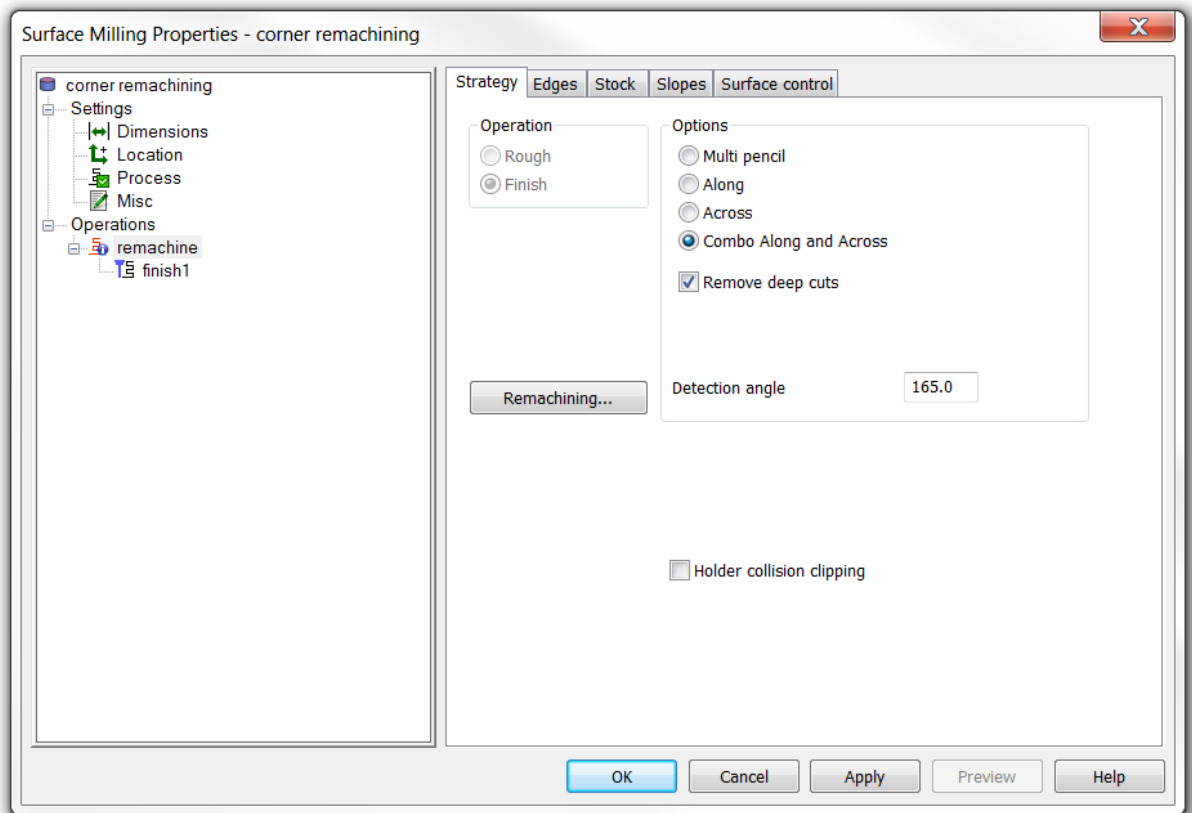 Surface Milling Properties - corner remachining
corner remachining
Settings
Dimensions
Location
Process
Misc
Operations
remachine
finish1
Strategy Edges Stock Slopes Surface control
Operation
Rough
Finish
Options
Multi pencil
Along
Across
Combo Along and Across
Remove deep cuts
Remachining...
Detection angle 165.0
Holder collision clipping
OK Cancel Apply Preview Help